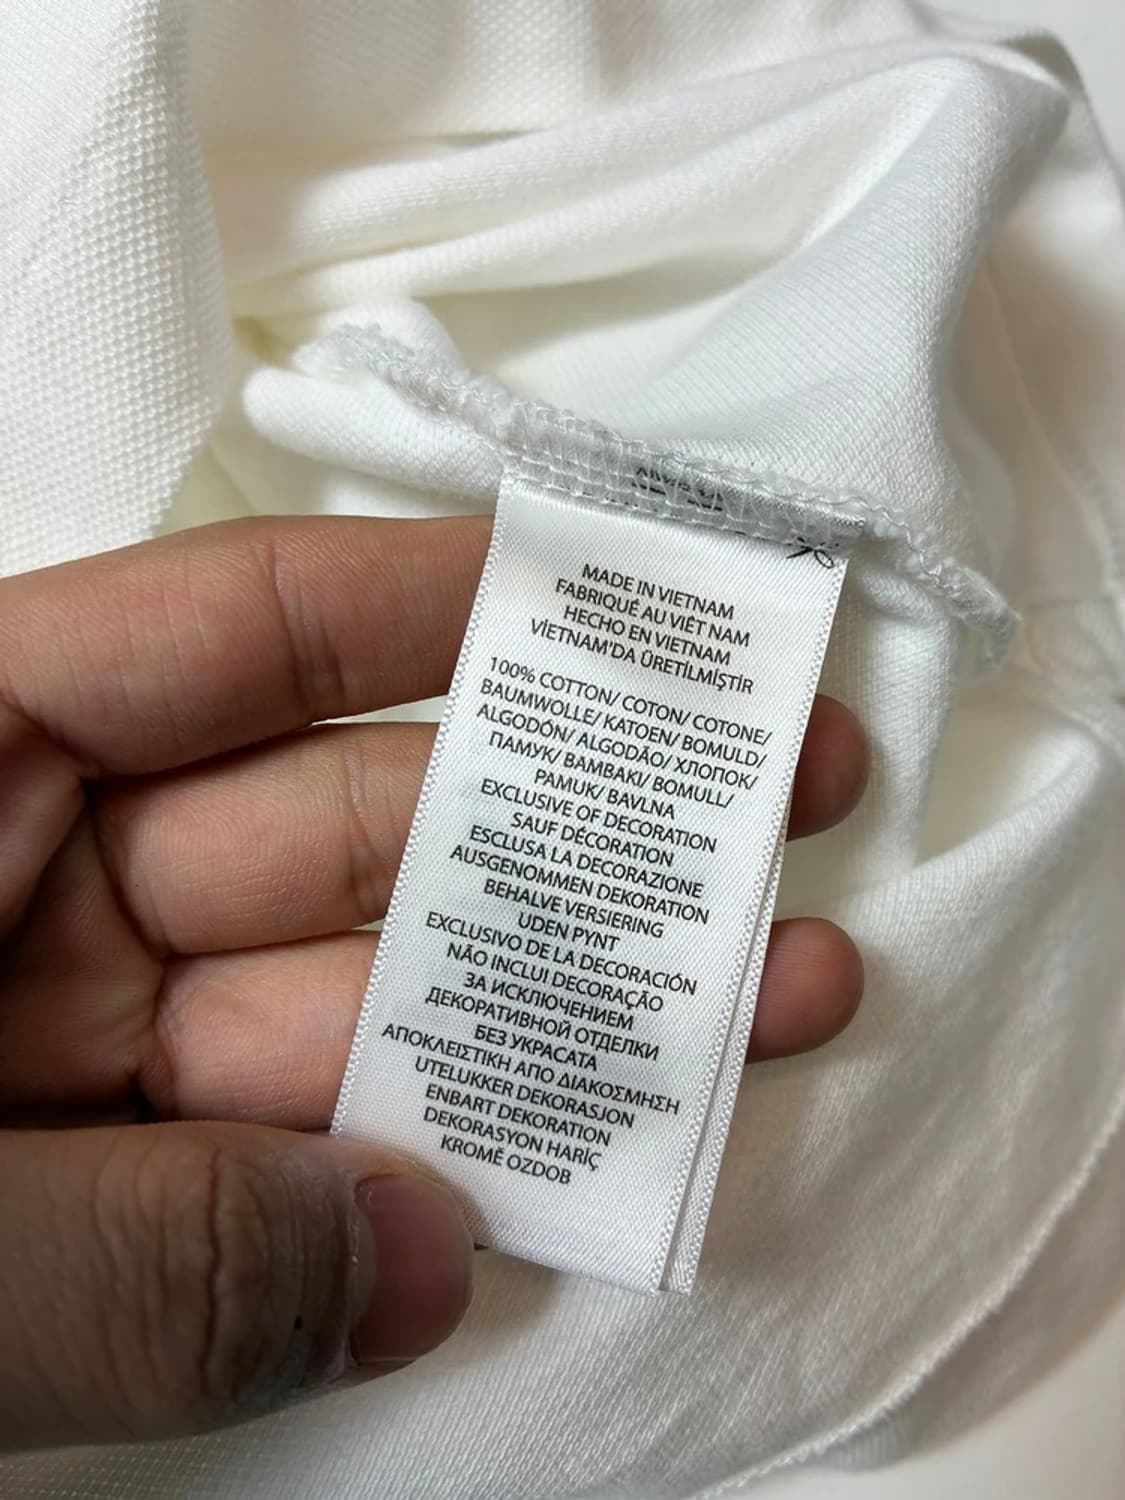 MADE IN VIETNAM
FABRIQUÉ AU VIÊT NAM
HECHO EN VIETNAM
VİETNAM'DA ÜRETİLMİŞTİR
100% COTTON/ COTON/ COTONE/
BAUMWOLLE/ KATOEN/ BOMULD/
ALGODÓN/ ALGODÃO/ ХЛОПОК/
ПАМУК/ ΒΑΜΒΑΚΙ/ BOMULL/
PAMUK/ BAVLNA
EXCLUSIVE OF DECORATION
SAUF DÉCORATION
ESCLUSA LA DECORAZIONE
AUSGENOMMEN DEKORATION
BEHALVE VERSIERING
UDEN PYNT
EXCLUSIVO DE LA DECORACIÓN
NÃO INCLUI DECORAÇÃO
ЗА ИСКЛЮЧЕНИЕМ
ДЕКОРАТИВНОЙ ОТДЕЛКИ
БЕЗ УКРАСАТА
ΑΠΟΚΛΕΙΣΤΙΚΗ ΑΠΟ ΔΙΑΚΟΣΜΗΣΗ
UTELUKKER DEKORASJON
ENBART DEKORATION
DEKORASYON HARİÇ
KROMĚ OZDOB